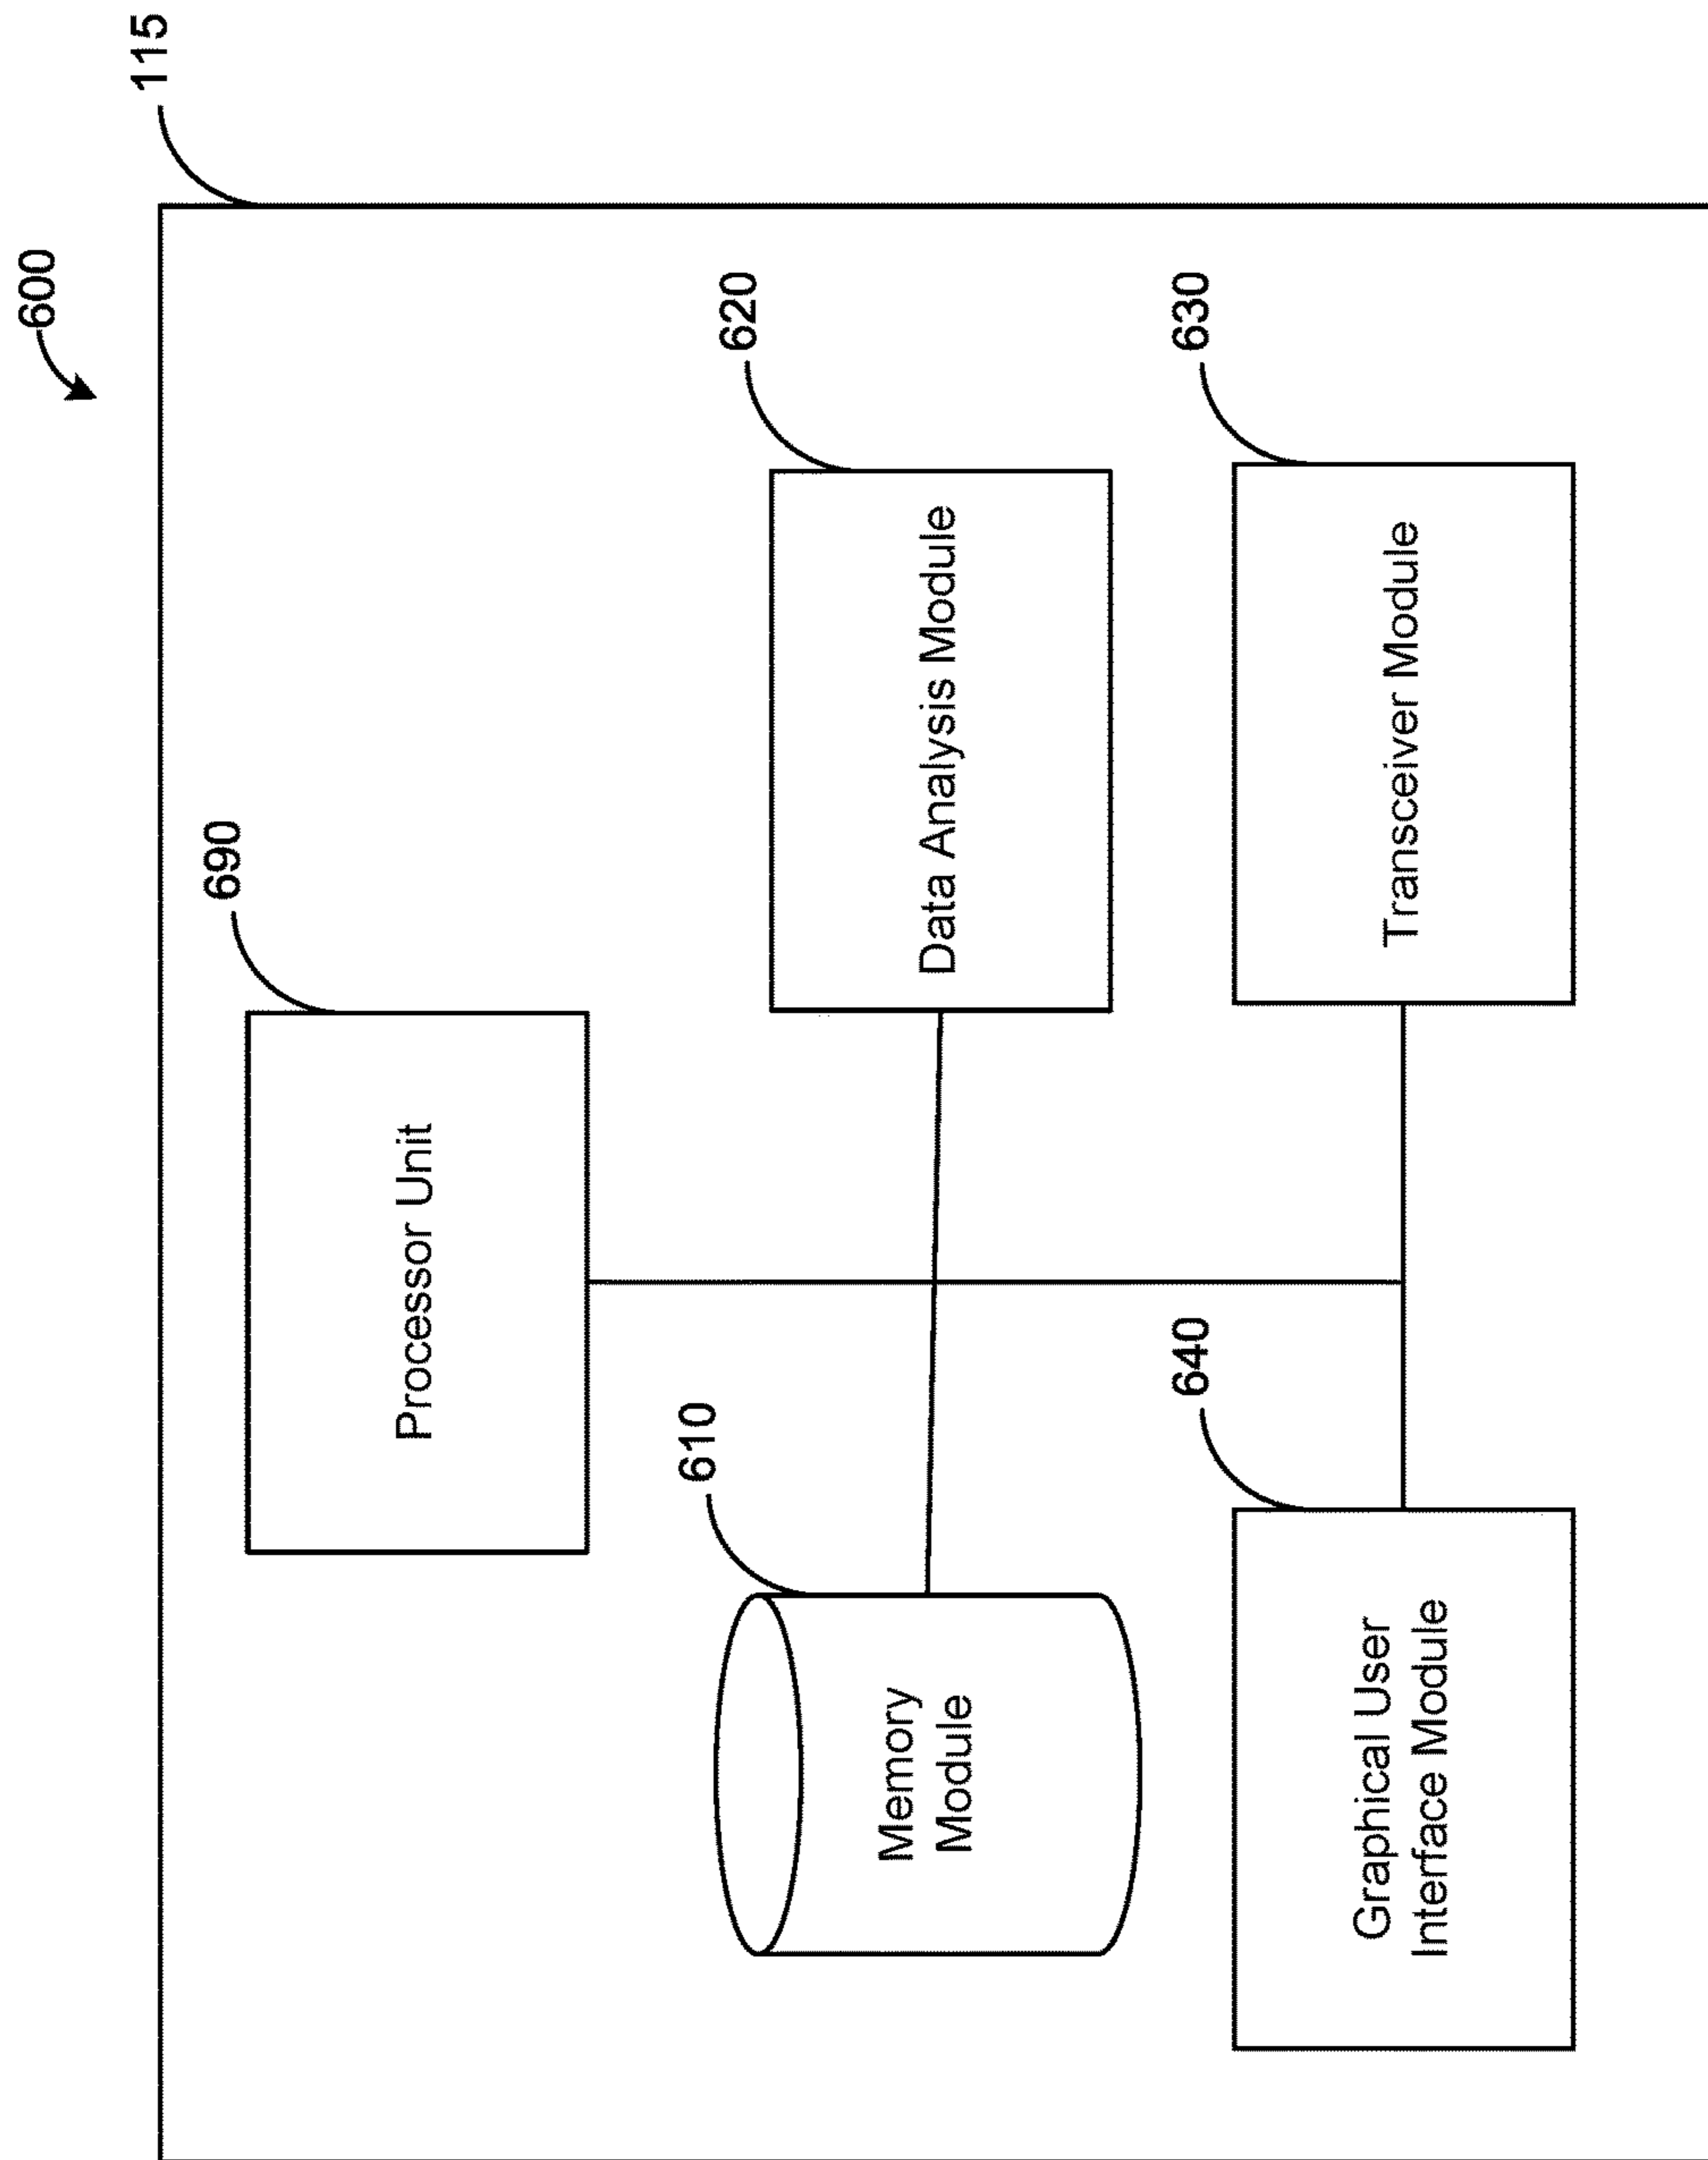 600
115
690
Processor Unit
610
Memory
Module
620
Data Analysis Module
640
Graphical User
Interface Module
630
Transceiver Module